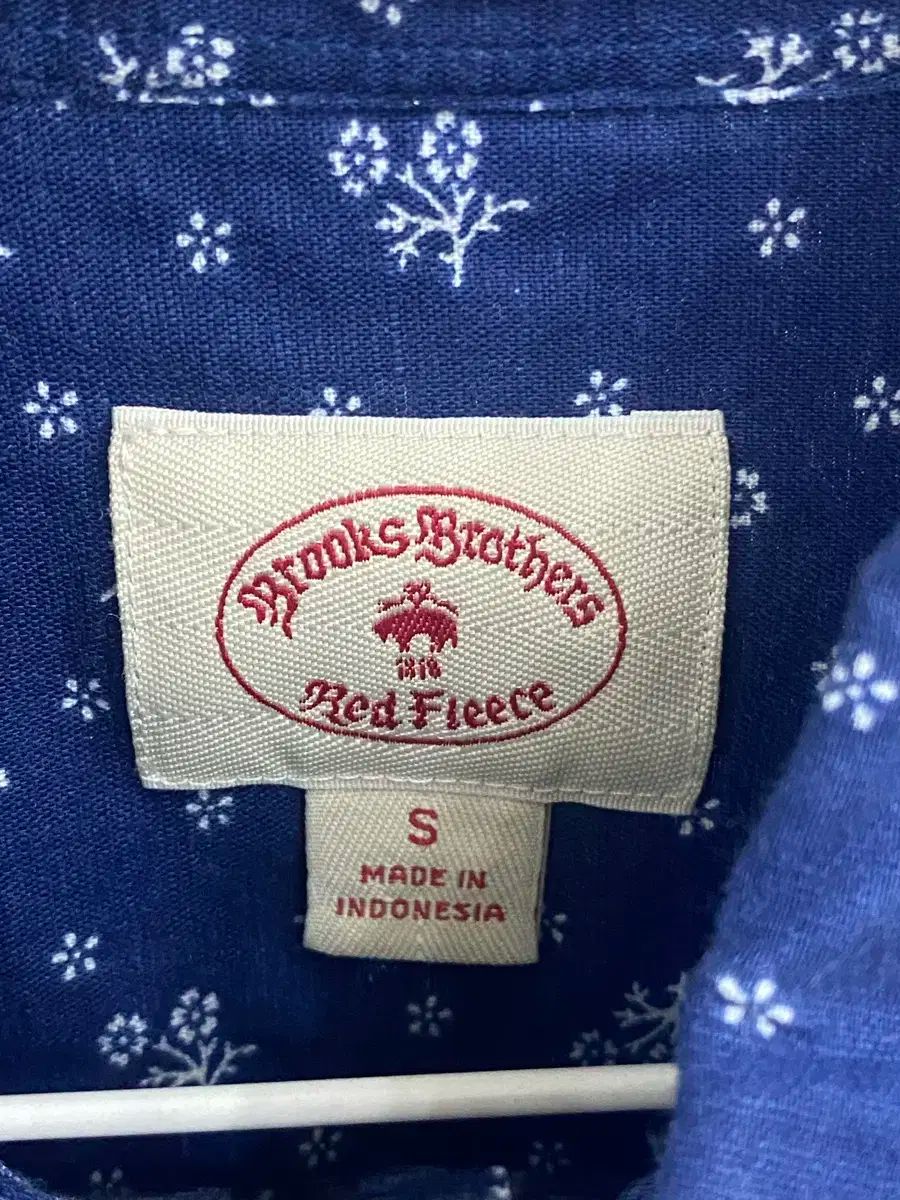 Brooks Brothers
1818
Red Fleece
S
MADE IN
INDONESIA